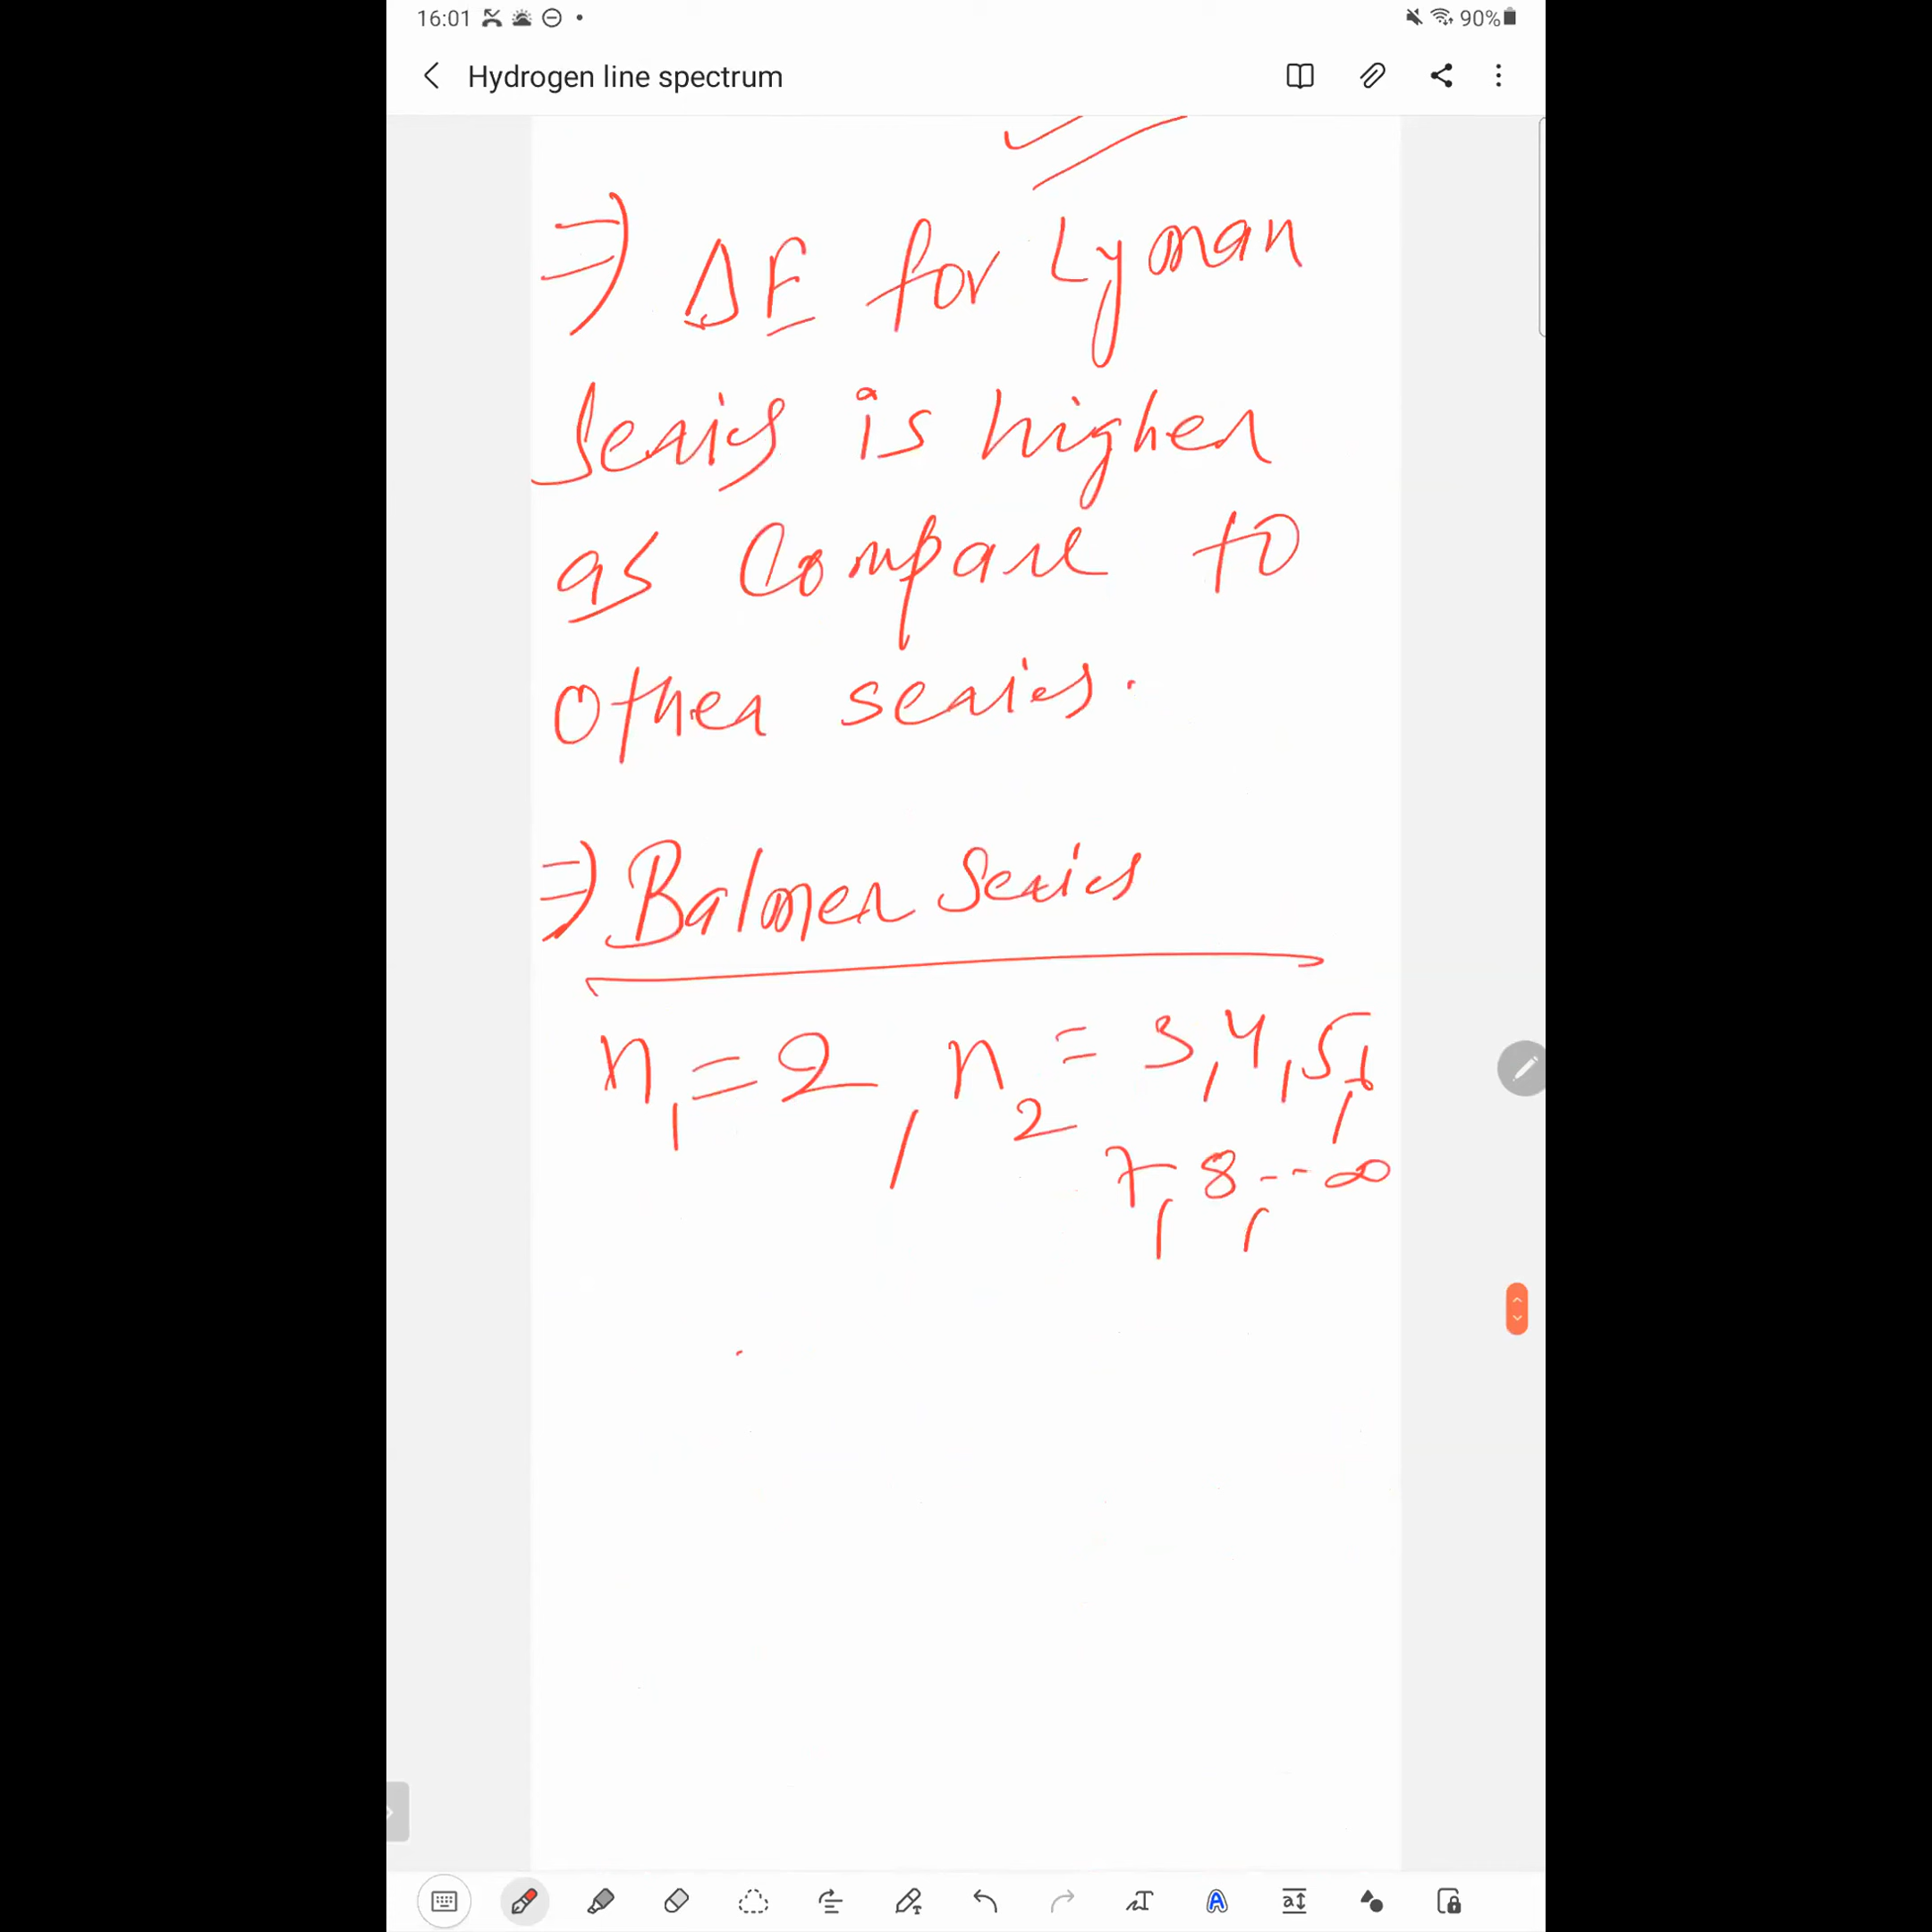 16:01
90%
Hydrogen line spectrum
⇒ ΔE for Lyman
Series is higher
as Compare to
Other series.
⇒ Balmer Series
n₁ = 2, n₂ = 3, 4, 5, 6,
7, 8, -- ∞